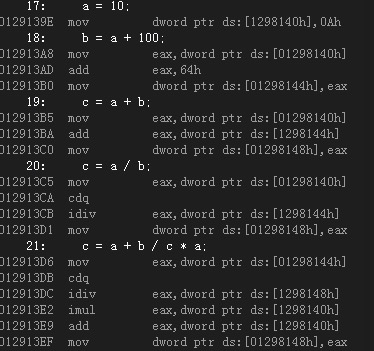 17: a = 10;
0129139E mov dword ptr ds:[1298140h],0Ah
18: b = a + 100;
012913A8 mov eax,dword ptr ds:[01298140h]
012913AD add eax,64h
012913B0 mov dword ptr ds:[01298144h],eax
19: c = a + b;
012913B5 mov eax,dword ptr ds:[01298140h]
012913BA add eax,dword ptr ds:[1298144h]
012913C0 mov dword ptr ds:[01298148h],eax
20: c = a / b;
012913C5 mov eax,dword ptr ds:[01298140h]
012913CA cdq
012913CB idiv eax,dword ptr ds:[1298144h]
012913D1 mov dword ptr ds:[01298148h],eax
21: c = a + b / c * a;
012913D6 mov eax,dword ptr ds:[01298144h]
012913DB cdq
012913DC idiv eax,dword ptr ds:[1298148h]
012913E2 imul eax,dword ptr ds:[1298140h]
012913E9 add eax,dword ptr ds:[1298140h]
012913EF mov dword ptr ds:[01298148h],eax